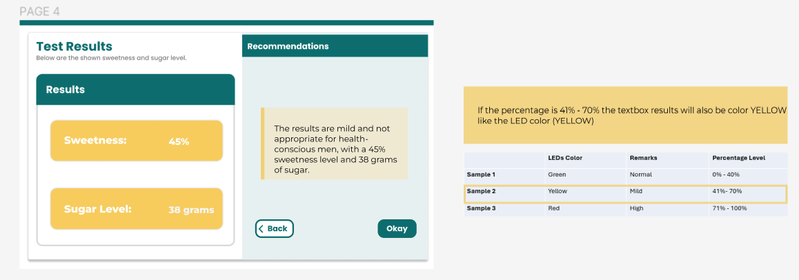 PAGE 4
Test Results
Below are the shown sweetness and sugar level.
Results
Sweetness: 45%
Sugar Level: 38 grams
Recommendations
The results are mild and not
appropriate for health-
conscious men, with a 45%
sweetness level and 38 grams
of sugar.
Back
Okay
If the percentage is 41% - 70% the textbox results will also be color YELLOW
like the LED color (YELLOW)
LEDs Color Remarks Percentage Level
Sample 1 Green Normal 0% - 40%
Sample 2 Yellow Mild 41%- 70%
Sample 3 Red High 71% - 100%